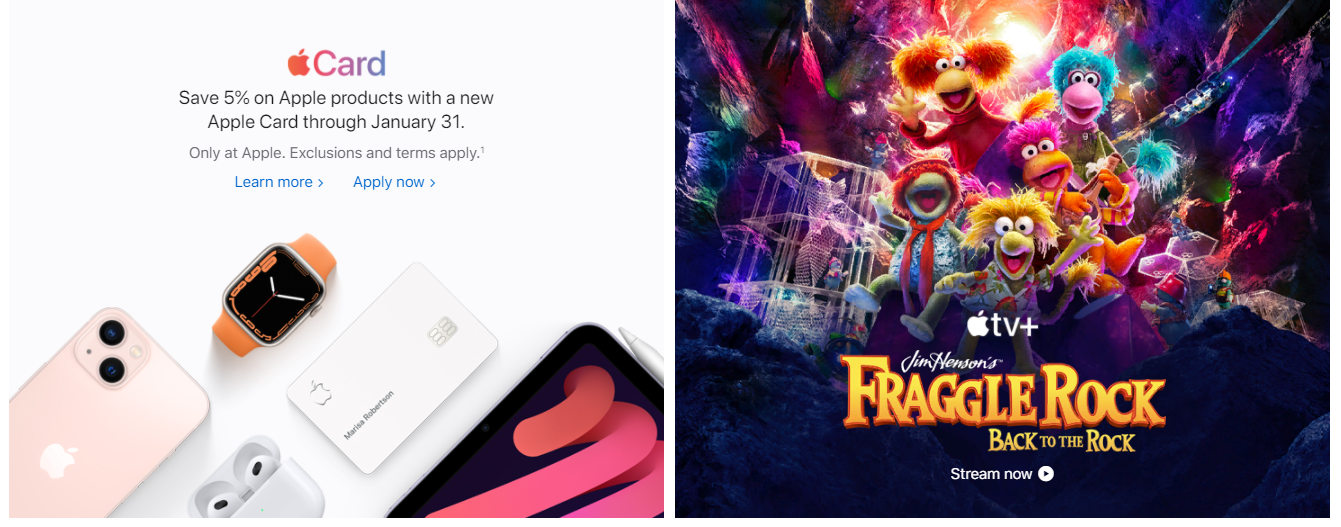 Card
Save 5% on Apple products with a new
Apple Card through January 31.
Only at Apple. Exclusions and terms apply.¹
Learn more >
Apply now >
Marisa Robertson
tv+
Jim Henson's™
FRAGGLE ROCK
BACK TO THE ROCK
Stream now